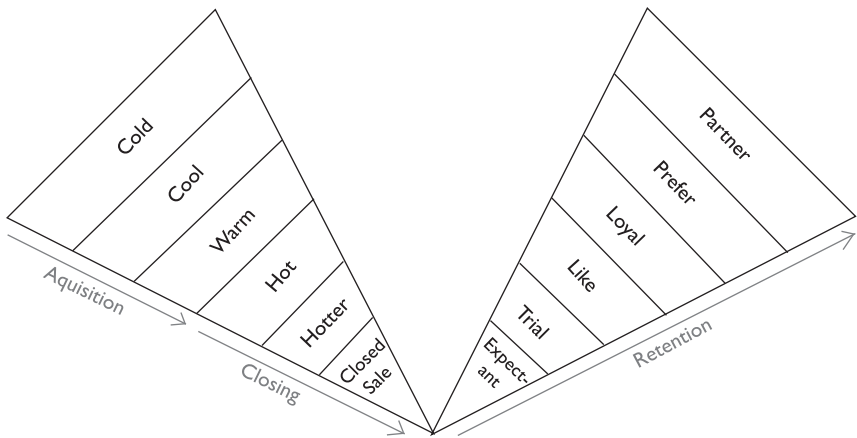 Cold
Cool
Warm
Hot
Hotter
Closed
Sale
Aquisition
Closing
Partner
Prefer
Loyal
Like
Trial
Expect-
ant
Retention